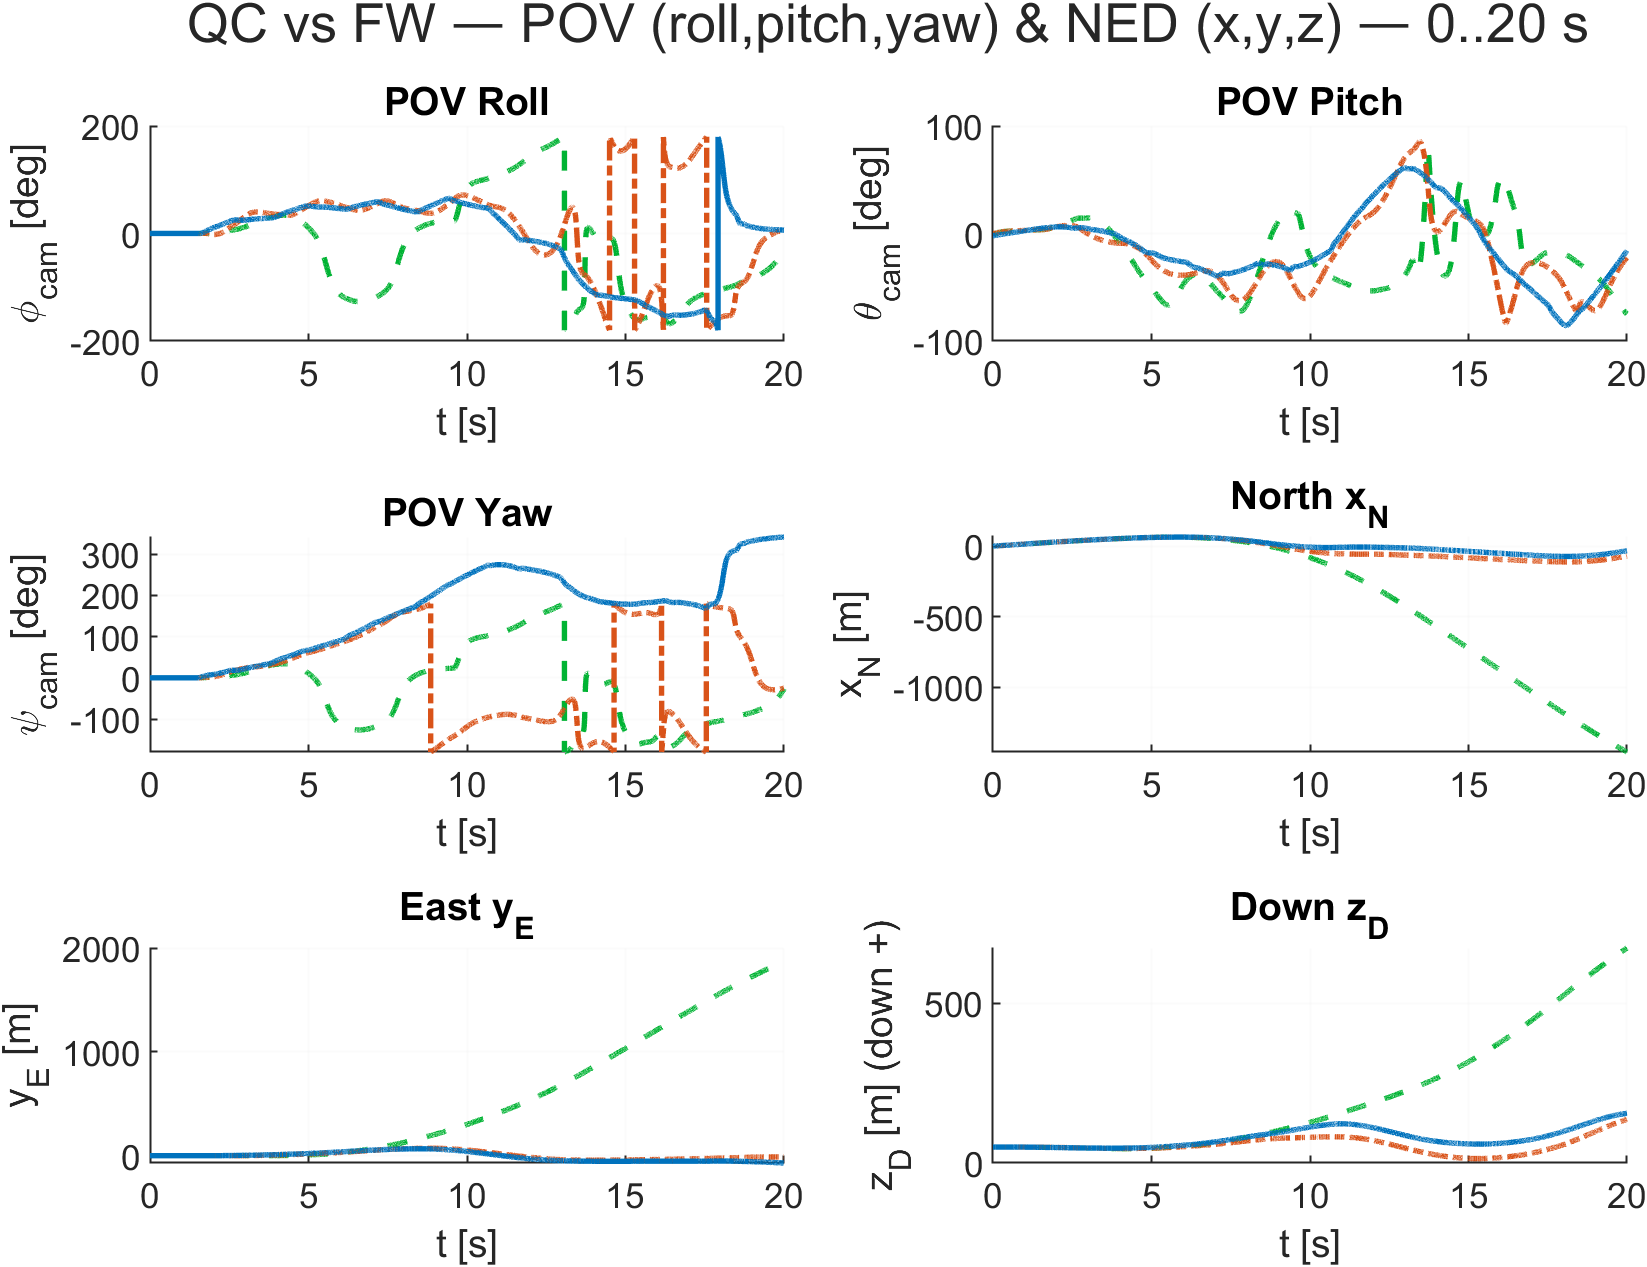 QC vs FW — POV (roll,pitch,yaw) & NED (x,y,z) — 0..20 s
POV Roll
200
0
-200
ϕcam [deg]
0 5 10 15 20
t [s]
POV Pitch
100
0
-100
θcam [deg]
0 5 10 15 20
t [s]
POV Yaw
300
200
100
0
-100
ψcam [deg]
0 5 10 15 20
t [s]
North xN
0
-500
-1000
xN [m]
0 5 10 15 20
t [s]
East yE
2000
1000
0
yE [m]
0 5 10 15 20
t [s]
Down zD
500
0
zD [m] (down +)
0 5 10 15 20
t [s]